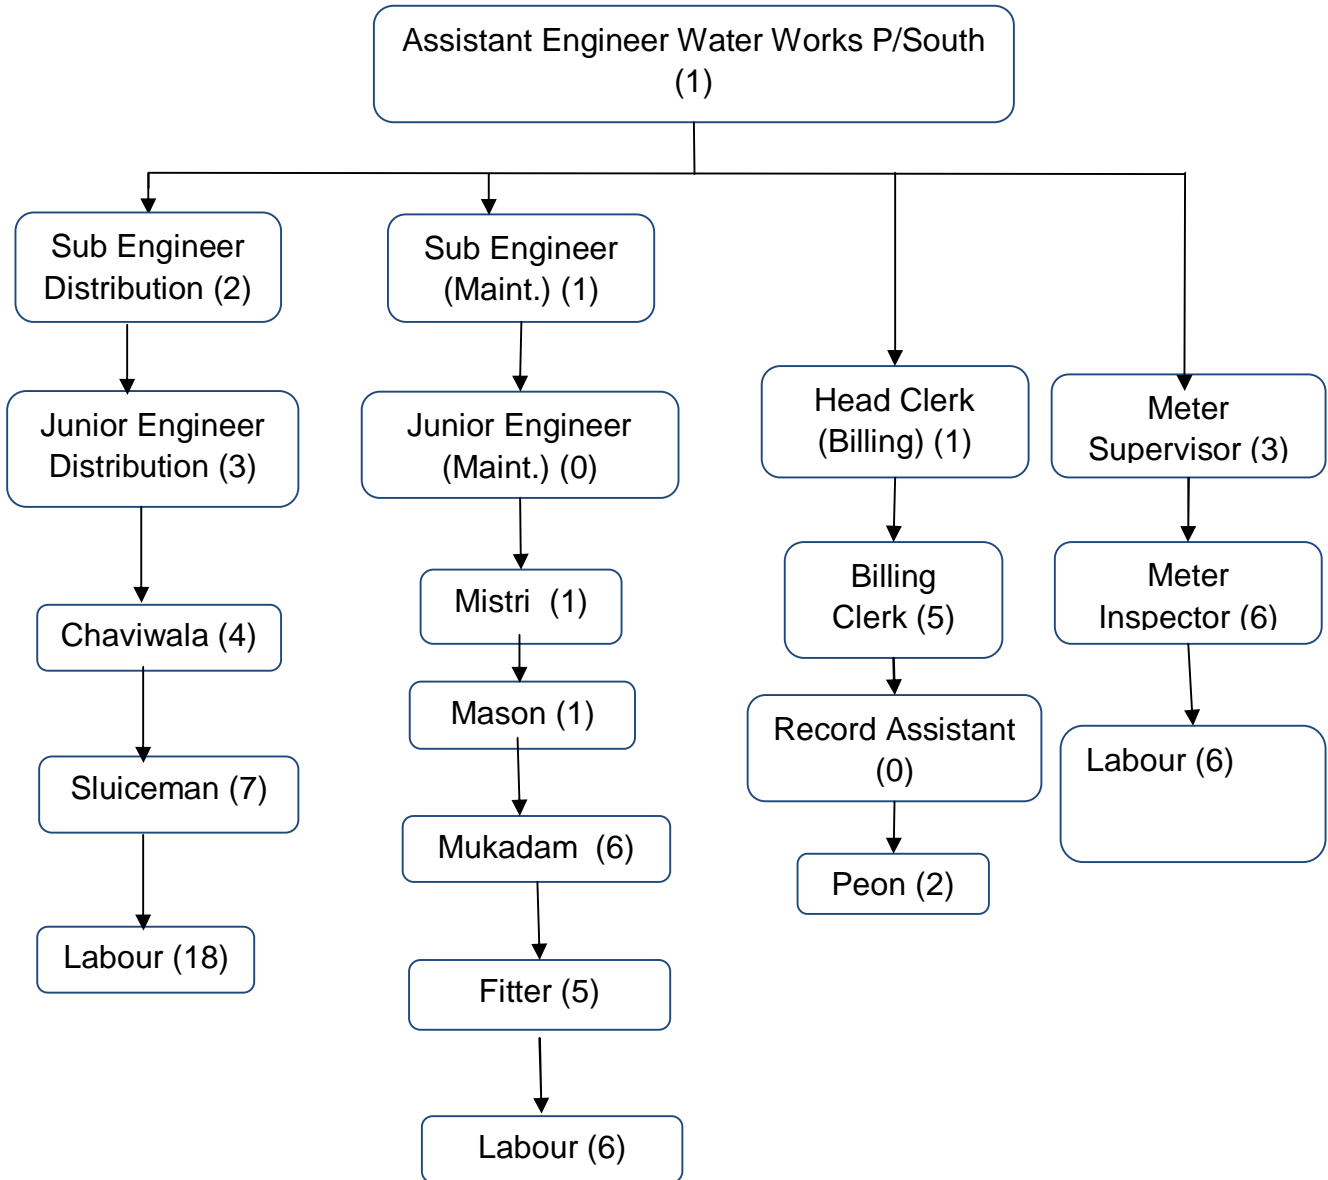 Assistant Engineer Water Works P/South
(1)
Sub Engineer
Distribution (2)
Junior Engineer
Distribution (3)
Chaviwala (4)
Sluiceman (7)
Labour (18)
Sub Engineer
(Maint.) (1)
Junior Engineer
(Maint.) (0)
Mistri (1)
Mason (1)
Mukadam (6)
Fitter (5)
Labour (6)
Head Clerk
(Billing) (1)
Billing
Clerk (5)
Record Assistant
(0)
Peon (2)
Meter
Supervisor (3)
Meter
Inspector (6)
Labour (6)